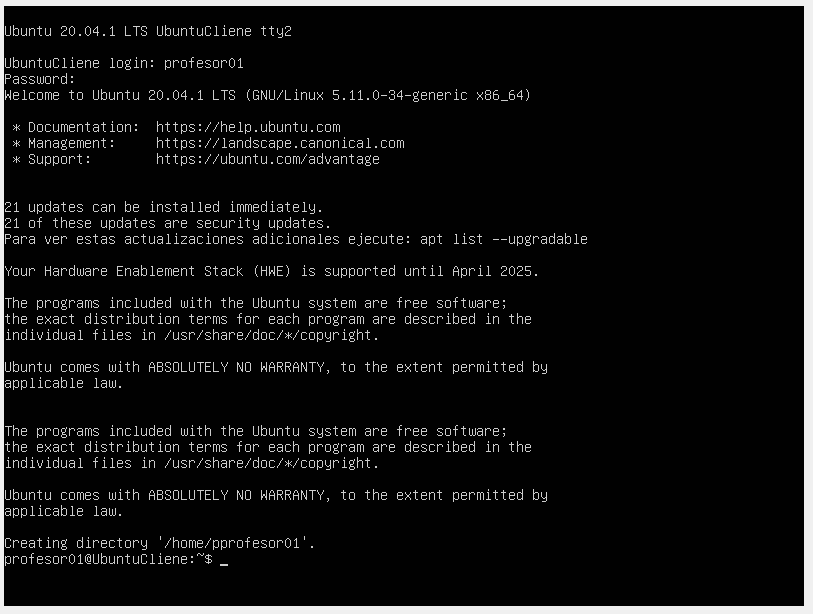 Ubuntu 20.04.1 LTS UbuntuCliene tty2
UbuntuCliene login: profesor01
Password:
Welcome to Ubuntu 20.04.1 LTS (GNU/Linux 5.11.0-34-generic x86_64)
* Documentation:  https://help.ubuntu.com
* Management:     https://landscape.canonical.com
* Support:        https://ubuntu.com/advantage
21 updates can be installed immediately.
21 of these updates are security updates.
Para ver estas actualizaciones adicionales ejecute: apt list --upgradable
Your Hardware Enablement Stack (HWE) is supported until April 2025.
The programs included with the Ubuntu system are free software;
the exact distribution terms for each program are described in the
individual files in /usr/share/doc/*/copyright.
Ubuntu comes with ABSOLUTELY NO WARRANTY, to the extent permitted by
applicable law.
The programs included with the Ubuntu system are free software;
the exact distribution terms for each program are described in the
individual files in /usr/share/doc/*/copyright.
Ubuntu comes with ABSOLUTELY NO WARRANTY, to the extent permitted by
applicable law.
Creating directory '/home/pprofesor01'.
profesor01@UbuntuCliene:~$ _